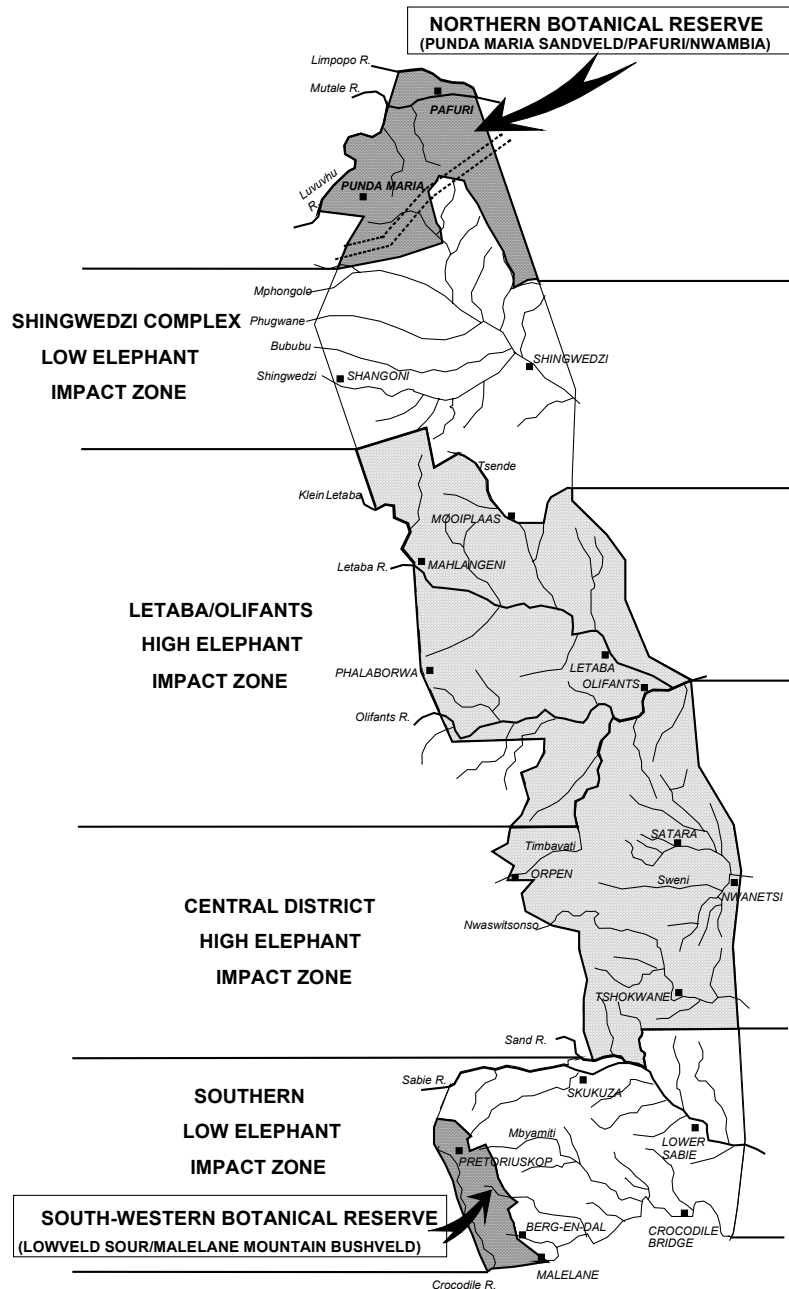 NORTHERN BOTANICAL RESERVE
(PUNDA MARIA SANDVELD/PAFURI/NWAMBIA)
Limpopo R.
Mutale R.
PAFURI
Luvuvhu
R.
PUNDA MARIA
Mphongolo
Phugwane
SHINGWEDZI COMPLEX
LOW ELEPHANT
IMPACT ZONE
Bububu
SHINGWEDZI
Shingwedzi
SHANGONI
Tsende
Klein Letaba
MOOIPLAAS
Letaba R.
MAHLANGENI
LETABA/OLIFANTS
HIGH ELEPHANT
IMPACT ZONE
LETABA
PHALABORWA
OLIFANTS
Olifants R.
SATARA
Timbavati
ORPEN
Sweni
NWANETSI
CENTRAL DISTRICT
HIGH ELEPHANT
IMPACT ZONE
Nwaswitsonso
TSHOKWANE
Sand R.
Sabie R.
SKUKUZA
SOUTHERN
LOW ELEPHANT
IMPACT ZONE
Mbyamiti
LOWER
SABIE
PRETORIUSKOP
SOUTH-WESTERN BOTANICAL RESERVE
(LOWVELD SOUR/MALELANE MOUNTAIN BUSHVELD)
BERG-EN-DAL
CROCODILE
BRIDGE
MALELANE
Crocodile R.